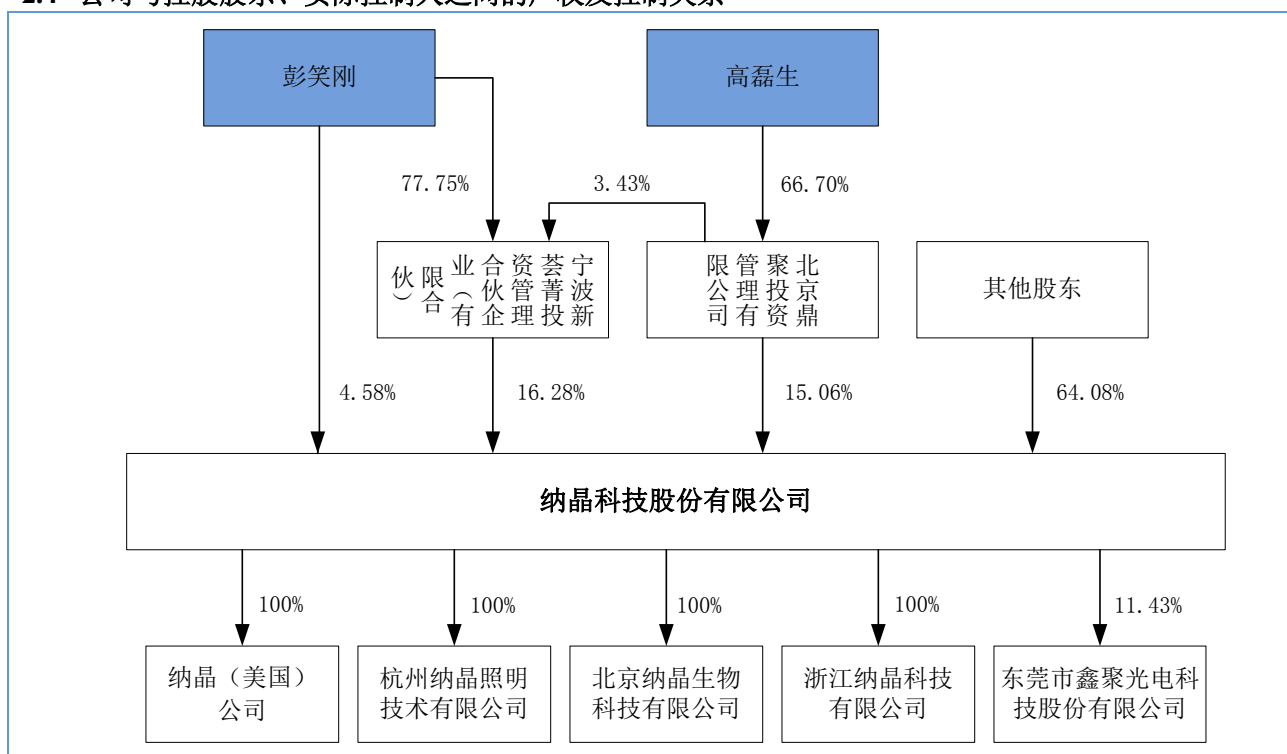 彭笑刚
高磊生
77.75%
3.43%
66.70%
宁波新
荟菁投
资管理
合伙企
业（有
限合
伙）
北京鼎
聚投资
管理有
限公司
其他股东
4.58%
16.28%
15.06%
64.08%
纳晶科技股份有限公司
100%
100%
100%
100%
11.43%
纳晶（美国）
公司
杭州纳晶照明
技术有限公司
北京纳晶生物
科技有限公司
浙江纳晶科技
有限公司
东莞市鑫聚光电科
技股份有限公司